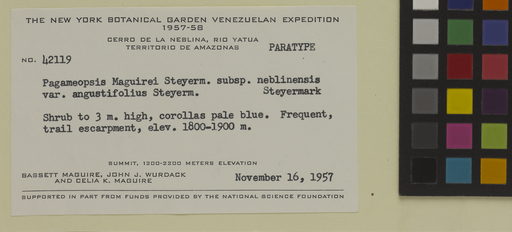 THE NEW YORK BOTANICAL GARDEN VENEZUELAN EXPEDITION
1957-58
CERRO DE LA NEBLINA, RIO YATUA
TERRITORIO DE AMAZONAS PARATYPE
NO. 42119
Pagameopsis Maguirei Steyerm. subsp. neblinensis
var. angustifolius Steyerm. Steyermark
Shrub to 3 m. high, corollas pale blue. Frequent,
trail escarpment, elev. 1800-1900 m.
SUMMIT, 1200-2200 METERS ELEVATION
BASSETT MAGUIRE, JOHN J. WURDACK
AND CELIA K. MAGUIRE November 16, 1957
SUPPORTED IN PART FROM FUNDS PROVIDED BY THE NATIONAL SCIENCE FOUNDATION